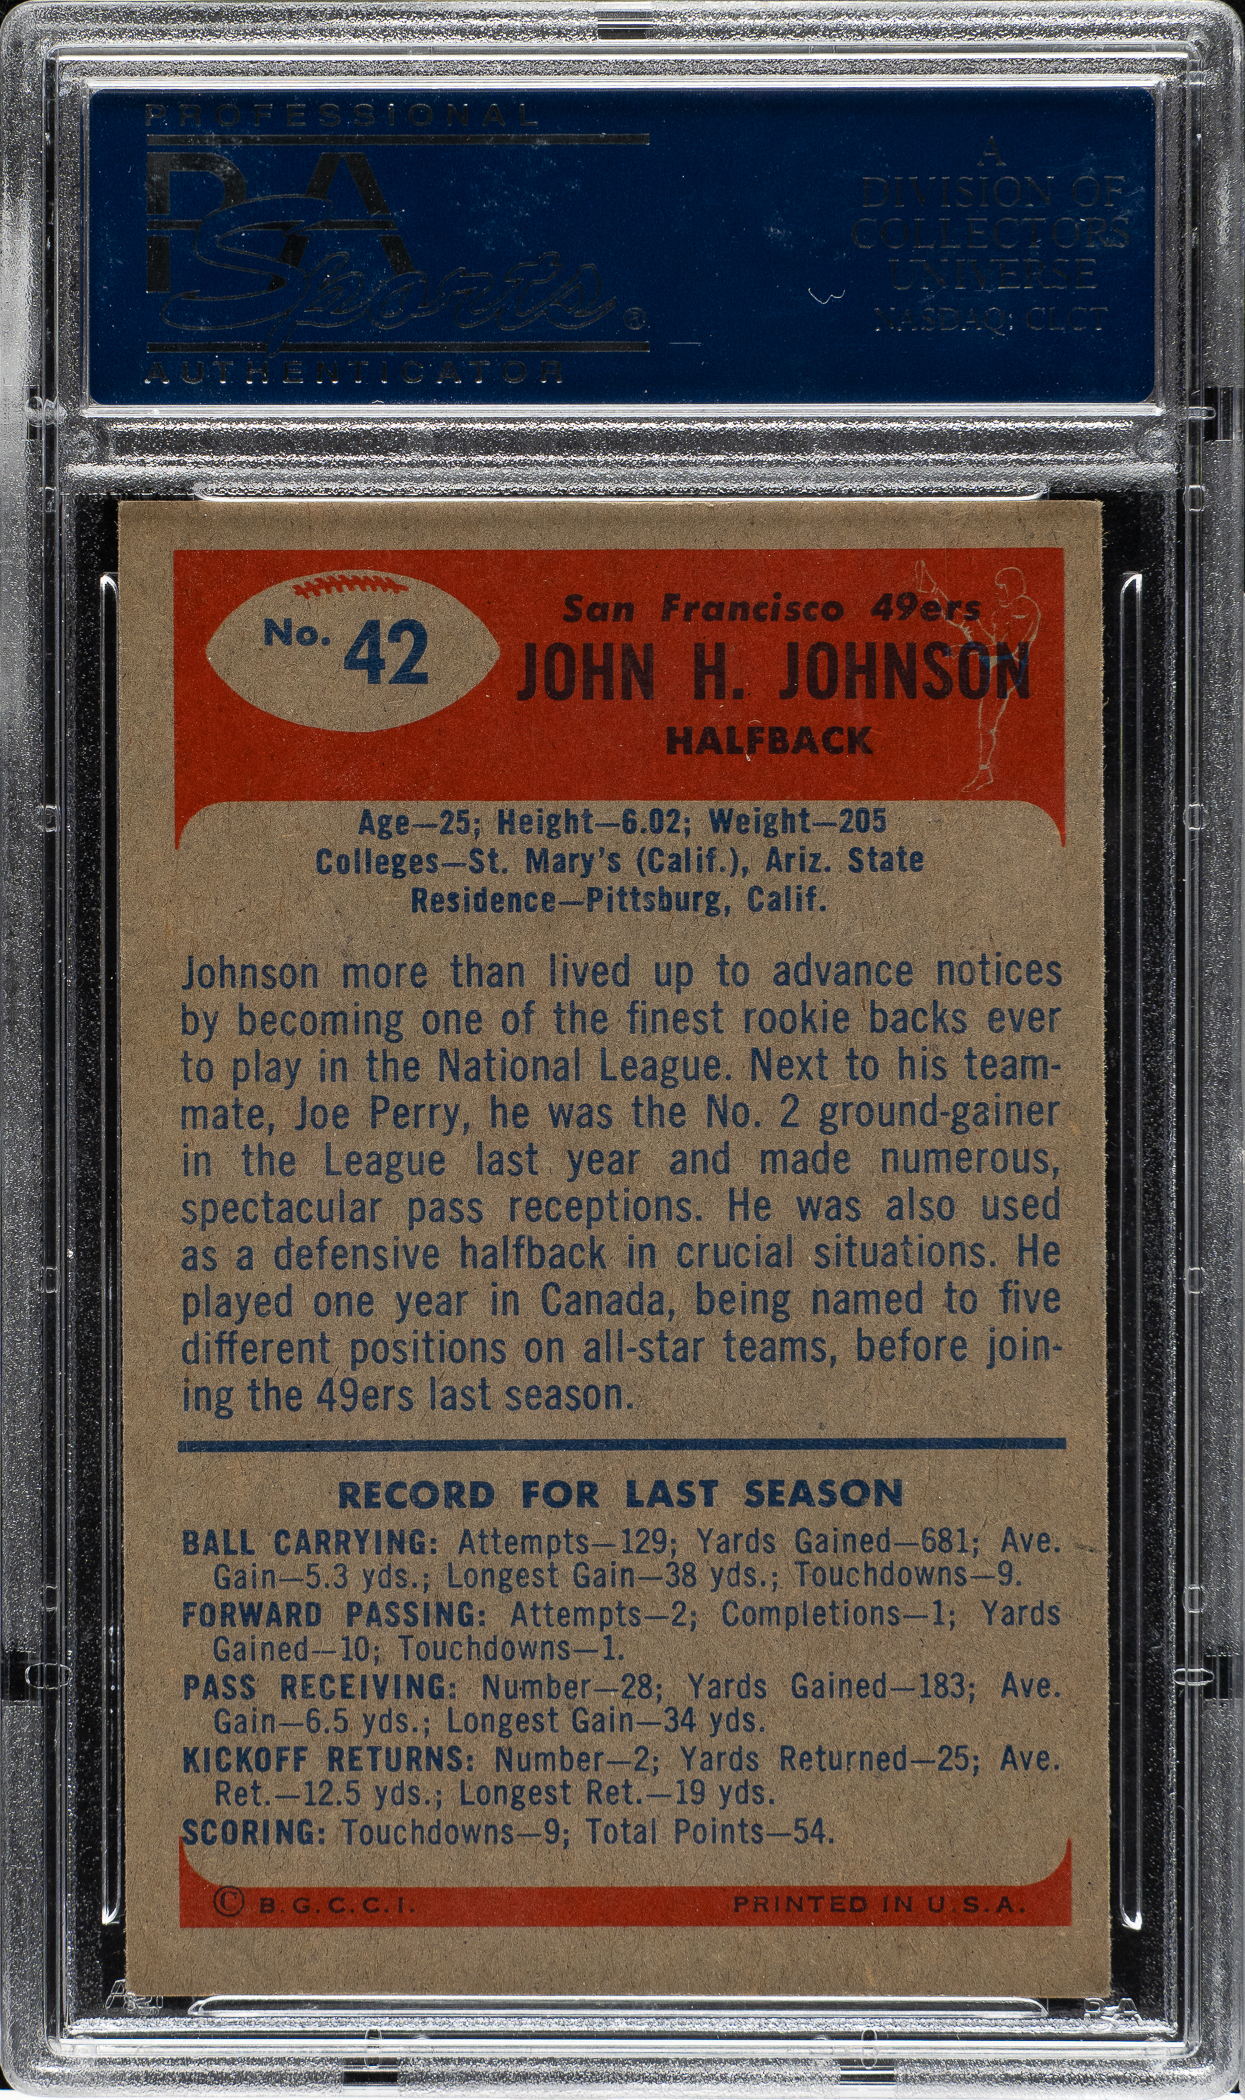 PROFESSIONAL
PSA
Sports®
AUTHENTICATOR
A
DIVISION OF
COLLECTORS
UNIVERSE
NASDAQ: CLCT
No. 42
San Francisco 49ers
JOHN H. JOHNSON
HALFBACK
Age—25; Height—6.02; Weight—205
Colleges—St. Mary's (Calif.), Ariz. State
Residence—Pittsburg, Calif.
Johnson more than lived up to advance notices
by becoming one of the finest rookie backs ever
to play in the National League. Next to his team-
mate, Joe Perry, he was the No. 2 ground-gainer
in the League last year and made numerous,
spectacular pass receptions. He was also used
as a defensive halfback in crucial situations. He
played one year in Canada, being named to five
different positions on all-star teams, before join-
ing the 49ers last season.
RECORD FOR LAST SEASON
BALL CARRYING: Attempts—129; Yards Gained—681; Ave.
Gain—5.3 yds.; Longest Gain—38 yds.; Touchdowns—9.
FORWARD PASSING: Attempts—2; Completions—1; Yards
Gained—10; Touchdowns—1.
PASS RECEIVING: Number—28; Yards Gained—183; Ave.
Gain—6.5 yds.; Longest Gain—34 yds.
KICKOFF RETURNS: Number—2; Yards Returned—25; Ave.
Ret.—12.5 yds.; Longest Ret.—19 yds.
SCORING: Touchdowns—9; Total Points—54.
© B.G.C.C.I. PRINTED IN U.S.A.